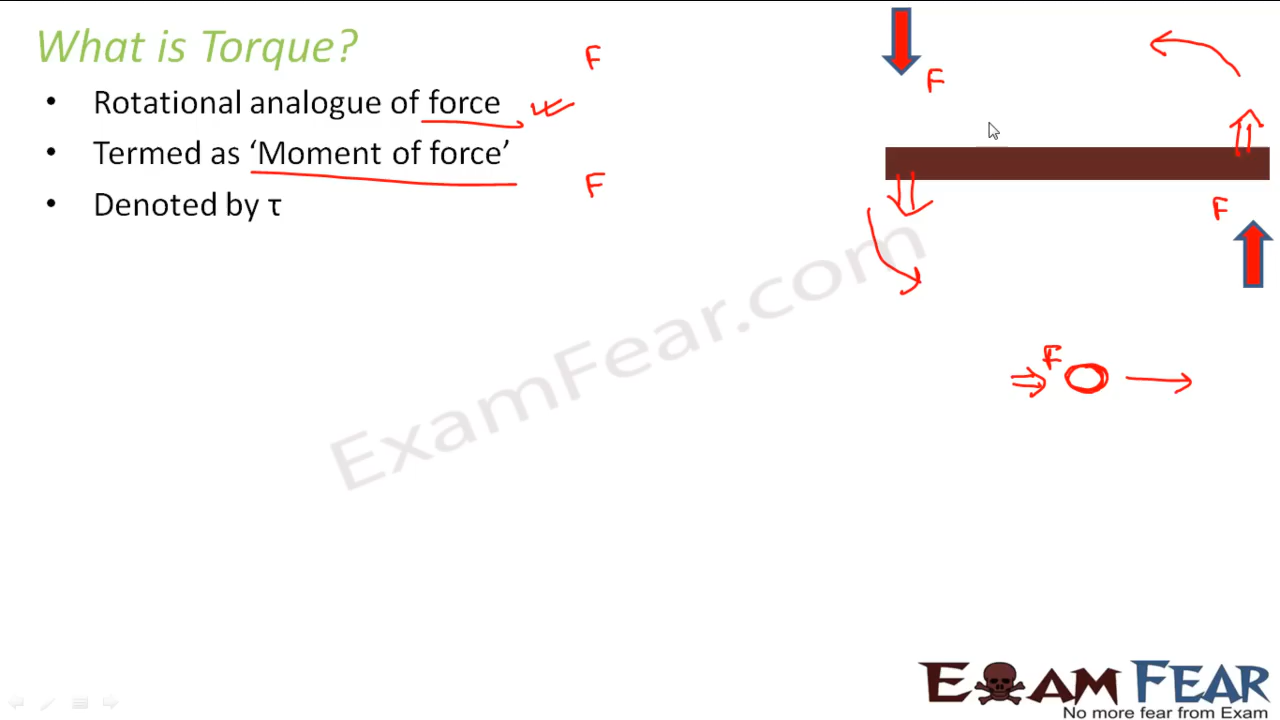 What is Torque?
F
F
• Rotational analogue of force
• Termed as ‘Moment of force’
F
• Denoted by τ
F
F
ExamFear.com
EXAM FEAR
No more fear from Exam